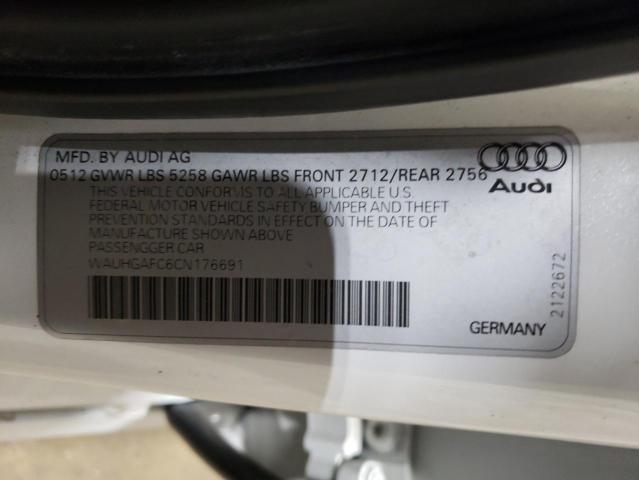 MFD. BY AUDI AG
0512 GVWR LBS 5258 GAWR LBS FRONT 2712/REAR 2756
THIS VEHICLE CONFORMS TO ALL APPLICABLE U.S.
FEDERAL MOTOR VEHICLE SAFETY BUMPER AND THEFT
PREVENTION STANDARDS IN EFFECT ON THE DATE OF
MANUFACTURE SHOWN ABOVE
PASSENGGER CAR
WAUHGAFC6CN176691
Audi
2122672
GERMANY